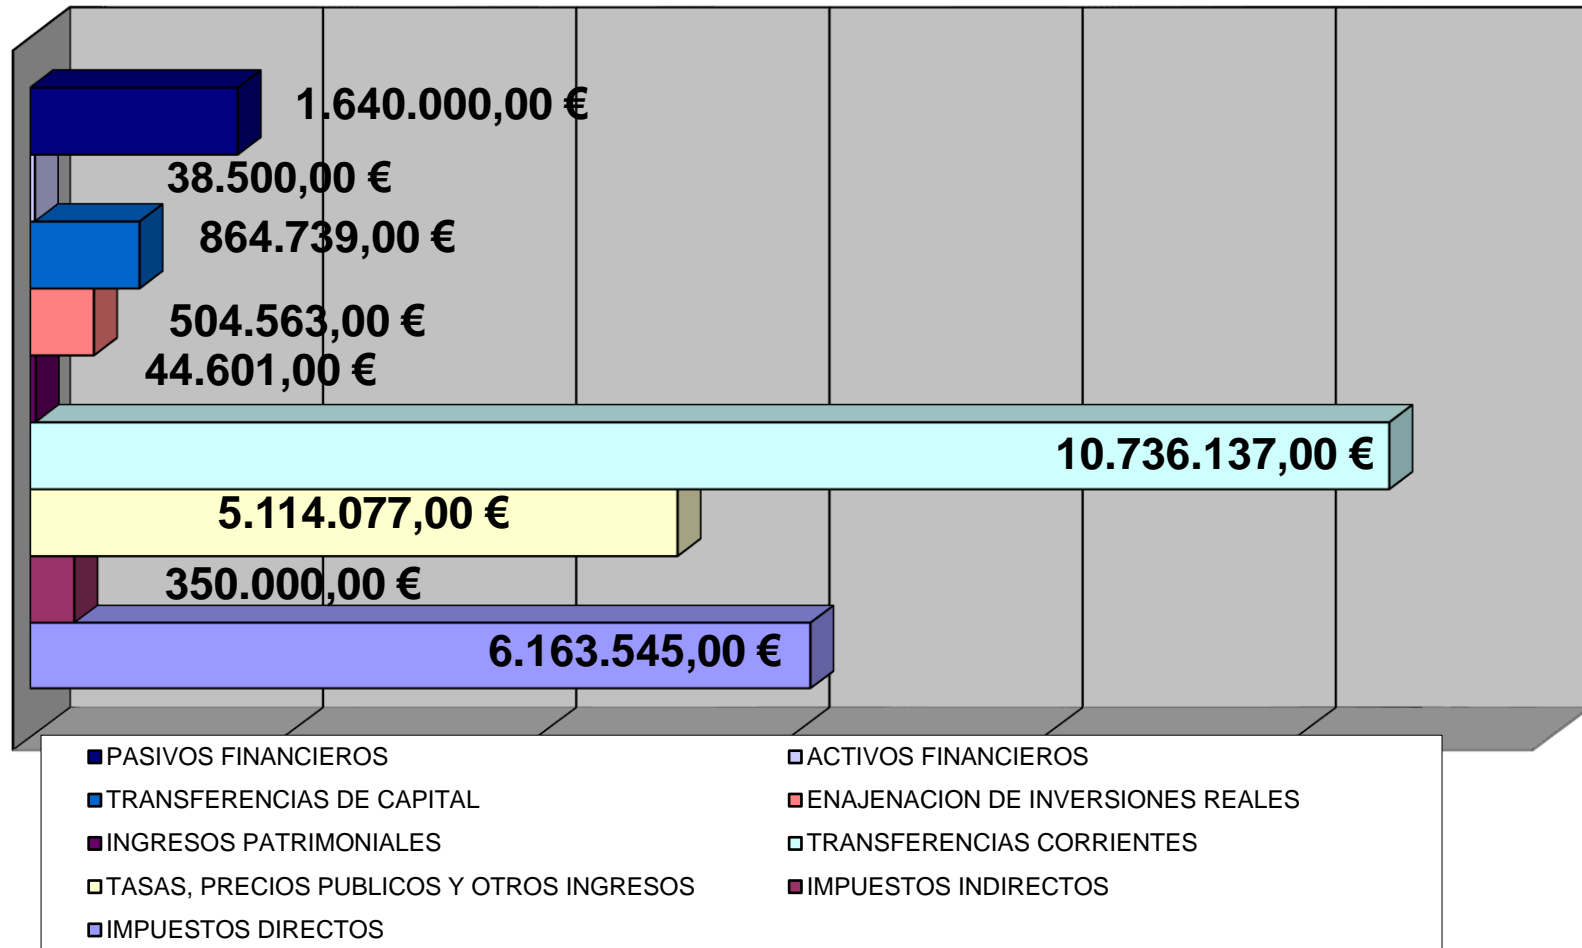 1.640.000,00 €
38.500,00 €
864.739,00 €
504.563,00 €
44.601,00 €
10.736.137,00 €
5.114.077,00 €
350.000,00 €
6.163.545,00 €
PASIVOS FINANCIEROS
ACTIVOS FINANCIEROS
TRANSFERENCIAS DE CAPITAL
ENAJENACION DE INVERSIONES REALES
INGRESOS PATRIMONIALES
TRANSFERENCIAS CORRIENTES
TASAS, PRECIOS PUBLICOS Y OTROS INGRESOS
IMPUESTOS INDIRECTOS
IMPUESTOS DIRECTOS